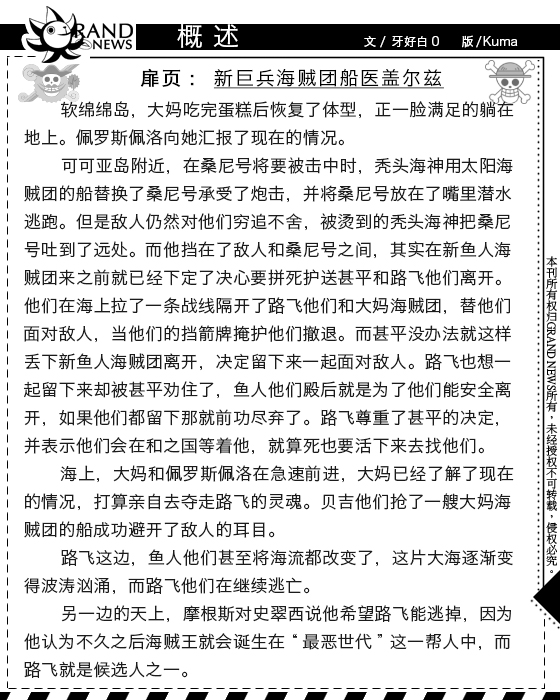 GRAND NEWS
概 述
文 / 牙好白0 版/Kuma
扉页： 新巨兵海贼团船医盖尔兹
软绵绵岛，大妈吃完蛋糕后恢复了体型，正一脸满足的躺在
地上。佩罗斯佩洛向她汇报了现在的情况。
可可亚岛附近，在桑尼号将要被击中时，秃头海神用太阳海
贼团的船替换了桑尼号承受了炮击，并将桑尼号放在了嘴里潜水
逃跑。但是敌人仍然对他们穷追不舍，被烫到的秃头海神把桑尼
号吐到了远处。而他挡在了敌人和桑尼号之间，其实在新鱼人海
贼团来之前就已经下定了决心要拼死护送甚平和路飞他们离开。
他们在海上拉了一条战线隔开了路飞他们和大妈海贼团，替他们
面对敌人，当他们的挡箭牌掩护他们撤退。而甚平没办法就这样
丢下新鱼人海贼团离开，决定留下来一起面对敌人。路飞也想一
起留下来却被甚平劝住了，鱼人他们殿后就是为了他们能安全离
开，如果他们都留下那就前功尽弃了。路飞尊重了甚平的决定，
并表示他们会在和之国等着他，就算死也要活下来去找他们。
海上，大妈和佩罗斯佩洛在急速前进，大妈已经了解了现在
的情况，打算亲自去夺走路飞的灵魂。贝吉他们抢了一艘大妈海
贼团的船成功避开了敌人的耳目。
路飞这边，鱼人他们甚至将海流都改变了，这片大海逐渐变
得波涛汹涌，而路飞他们在继续逃亡。
另一边的天上，摩根斯对史翠西说他希望路飞能逃掉，因为
他认为不久之后海贼王就会诞生在“最恶世代”这一帮人中，而
路飞就是候选人之一。
本刊所有权归GRAND NEWS所有，未经授权不可转载，侵权必究。